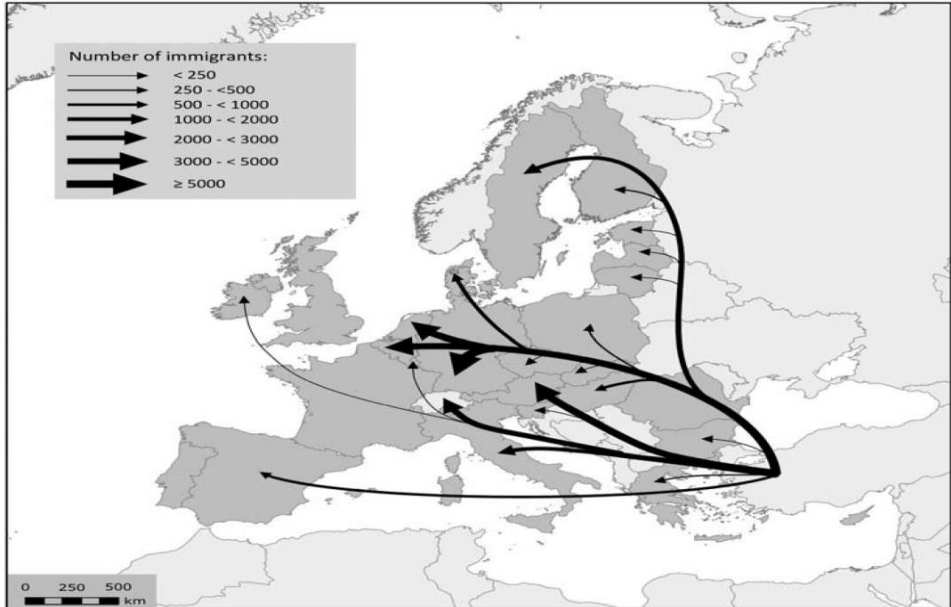 Number of immigrants:
< 250
250 - <500
500 - < 1000
1000 - < 2000
2000 - < 3000
3000 - < 5000
≥ 5000
0 250 500
km